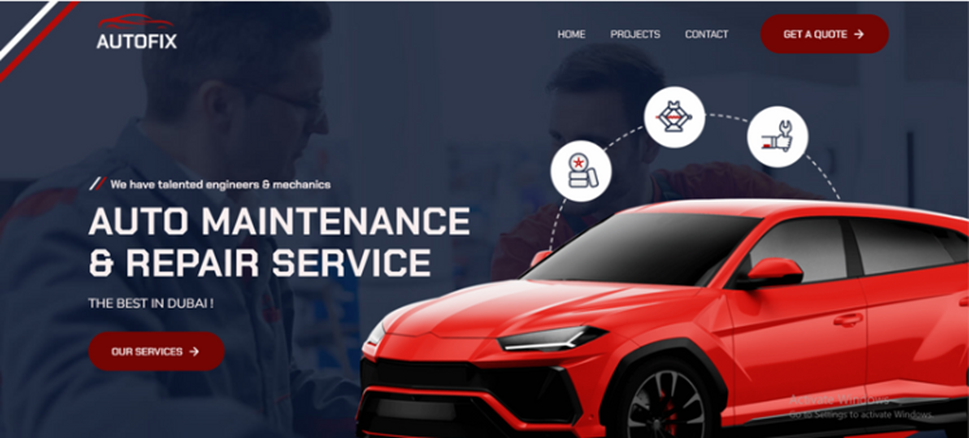 AUTOFIX
HOME PROJECTS CONTACT GET A QUOTE
We have talented engineers & mechanics
AUTO MAINTENANCE
& REPAIR SERVICE
THE BEST IN DUBAI !
OUR SERVICES
Activate Windows
Go to Settings to activate Windows.